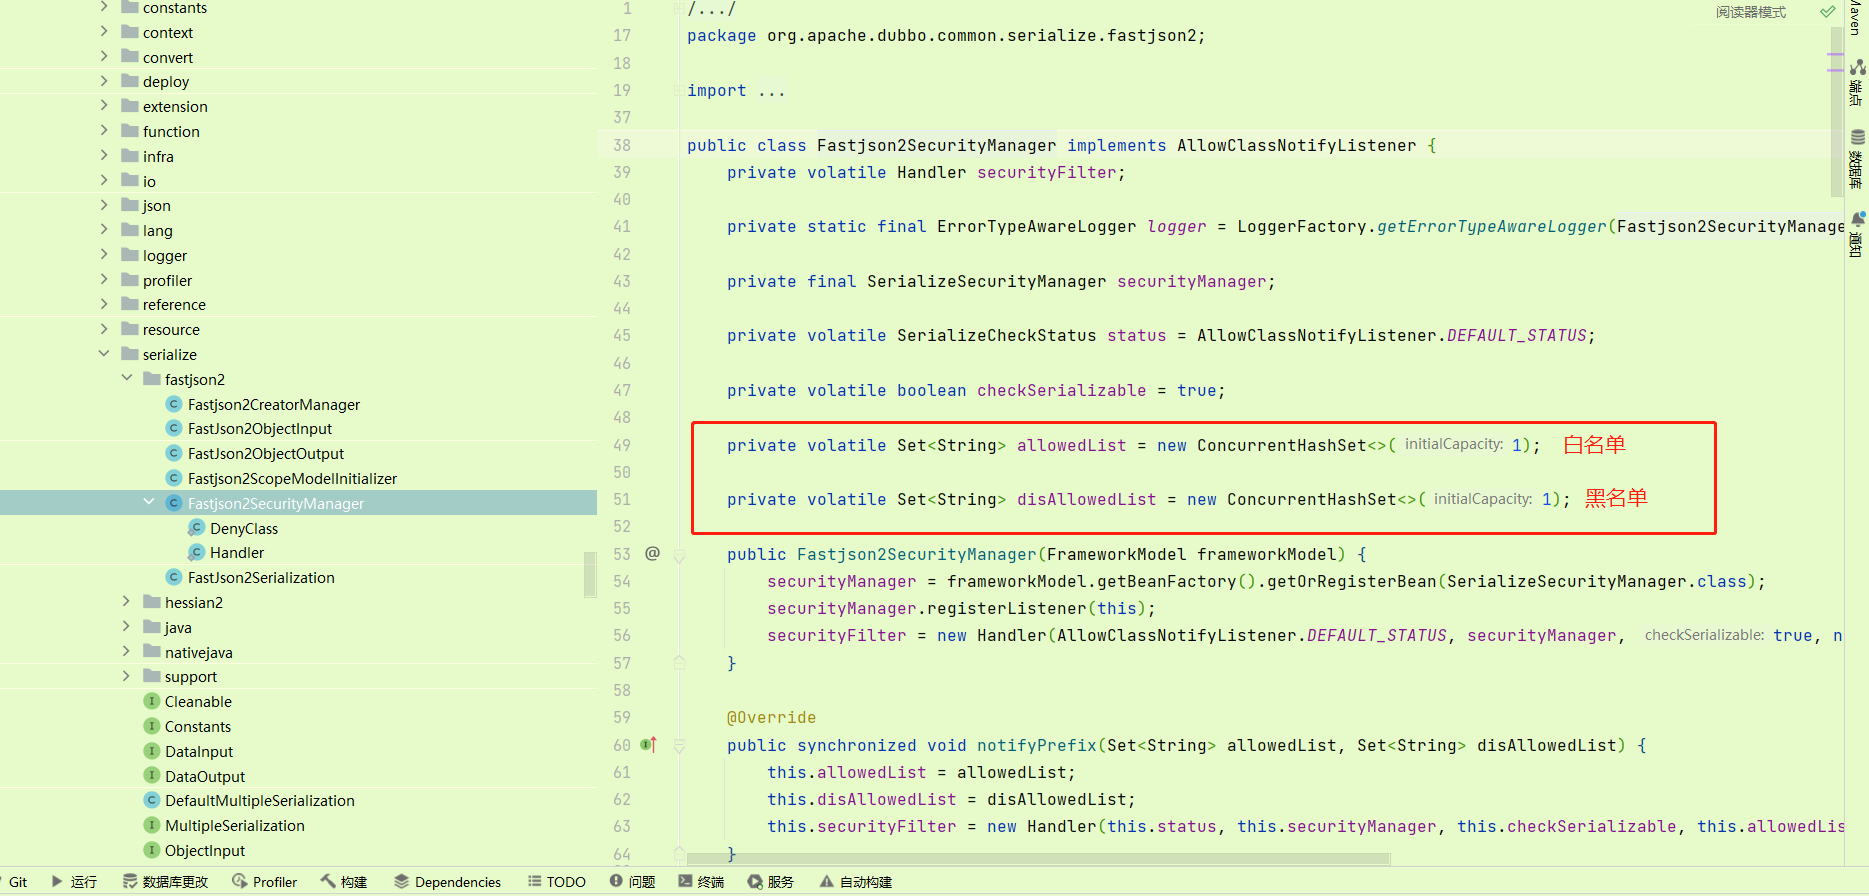 constants
context
convert
deploy
extension
function
infra
io
json
lang
logger
profiler
reference
resource
serialize
fastjson2
Fastjson2CreatorManager
FastJson2ObjectInput
FastJson2ObjectOutput
Fastjson2ScopeModelInitializer
Fastjson2SecurityManager
DenyClass
Handler
FastJson2Serialization
hessian2
java
nativejava
support
Cleanable
Constants
DataInput
DataOutput
DefaultMultipleSerialization
MultipleSerialization
ObjectInput
1 /.../
17 package org.apache.dubbo.common.serialize.fastjson2;
18
19 import ...
37
38 public class Fastjson2SecurityManager implements AllowClassNotifyListener {
39 private volatile Handler securityFilter;
40
41 private static final ErrorTypeAwareLogger logger = LoggerFactory.getErrorTypeAwareLogger(Fastjson2SecurityManage
42
43 private final SerializeSecurityManager securityManager;
44
45 private volatile SerializeCheckStatus status = AllowClassNotifyListener.DEFAULT_STATUS;
46
47 private volatile boolean checkSerializable = true;
48
49 private volatile Set<String> allowedList = new ConcurrentHashSet<>( initialCapacity: 1); 白名单
50
51 private volatile Set<String> disAllowedList = new ConcurrentHashSet<>( initialCapacity: 1); 黑名单
52
53 @ public Fastjson2SecurityManager(FrameworkModel frameworkModel) {
54 securityManager = frameworkModel.getBeanFactory().getOrRegisterBean(SerializeSecurityManager.class);
55 securityManager.registerListener(this);
56 securityFilter = new Handler(AllowClassNotifyListener.DEFAULT_STATUS, securityManager, checkSerializable: true, n
57 }
58
59 @Override
60 public synchronized void notifyPrefix(Set<String> allowedList, Set<String> disAllowedList) {
61 this.allowedList = allowedList;
62 this.disAllowedList = disAllowedList;
63 this.securityFilter = new Handler(this.status, this.securityManager, this.checkSerializable, this.allowedLis
64 }
阅读器模式
Maven
端点
数据库
通知
Git 运行 数据库更改 Profiler 构建 Dependencies TODO 问题 终端 服务 自动构建